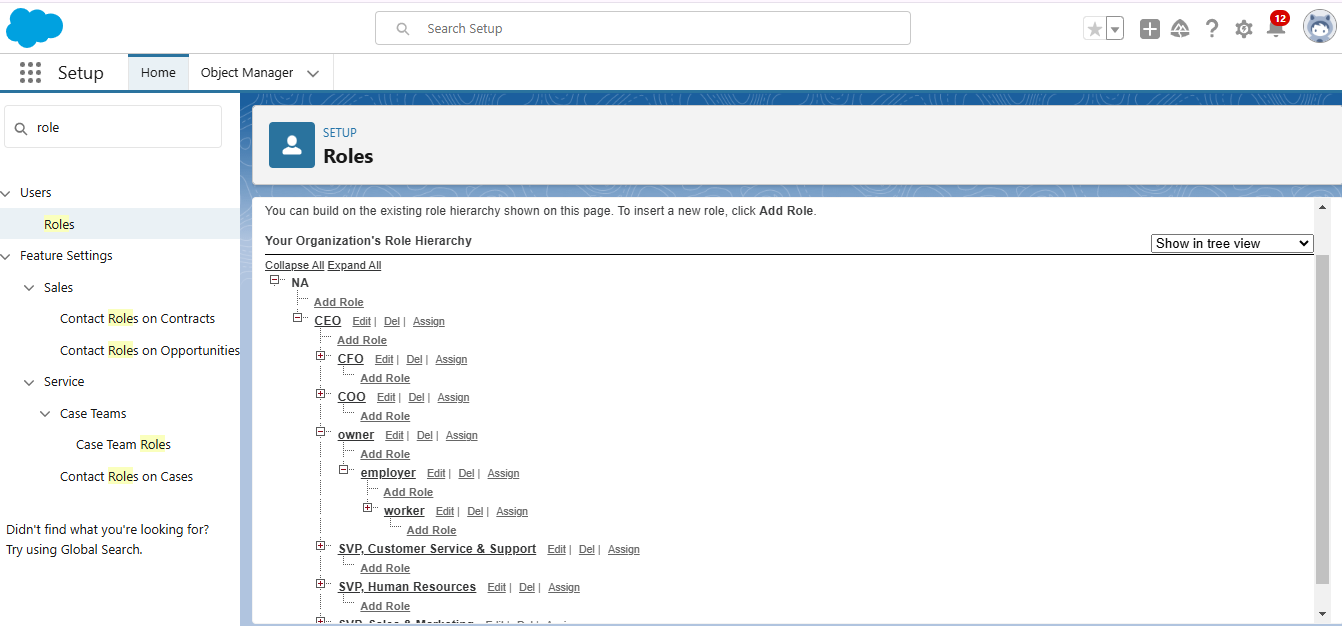 Search Setup
12
Setup
Home
Object Manager
role
Users
Roles
Feature Settings
Sales
Contact Roles on Contracts
Contact Roles on Opportunities
Service
Case Teams
Case Team Roles
Contact Roles on Cases
Didn't find what you're looking for?
Try using Global Search.
SETUP
Roles
You can build on the existing role hierarchy shown on this page. To insert a new role, click Add Role.
Your Organization's Role Hierarchy
Show in tree view
Collapse All Expand All
NA
Add Role
CEO Edit | Del | Assign
Add Role
CFO Edit | Del | Assign
Add Role
COO Edit | Del | Assign
Add Role
owner Edit | Del | Assign
Add Role
employer Edit | Del | Assign
Add Role
worker Edit | Del | Assign
Add Role
SVP, Customer Service & Support Edit | Del | Assign
Add Role
SVP, Human Resources Edit | Del | Assign
Add Role
SVP, Sales & Marketing Edit | Del | Assign